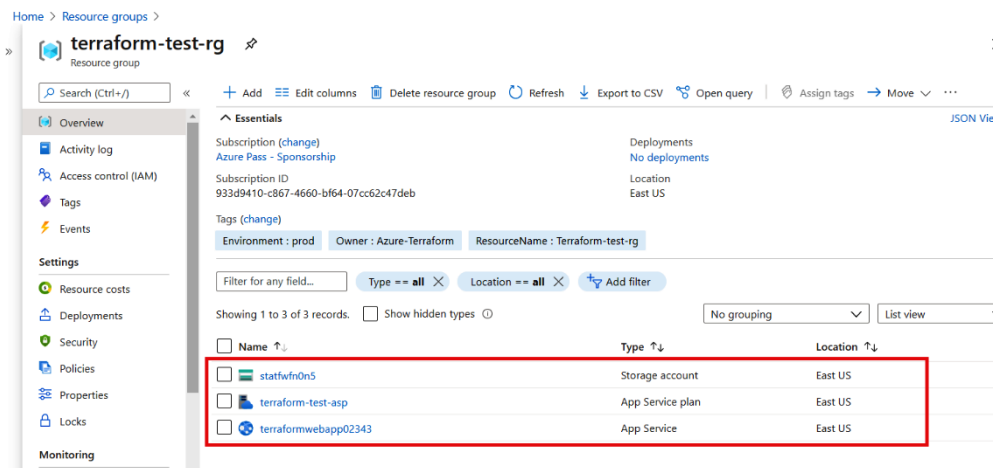 Home > Resource groups >
»
terraform-test-rg
Resource group
Search (Ctrl+/)
«
Overview
Activity log
Access control (IAM)
Tags
Events
Settings
Resource costs
Deployments
Security
Policies
Properties
Locks
Monitoring
+ Add Edit columns Delete resource group Refresh Export to CSV Open query Assign tags Move ...
Essentials JSON Vie
Subscription (change)
Azure Pass - Sponsorship
Subscription ID
933d9410-c867-4660-bf64-07cc62c47deb
Deployments
No deployments
Location
East US
Tags (change)
Environment : prod Owner : Azure-Terraform ResourceName : Terraform-test-rg
Filter for any field... Type == all Location == all Add filter
Showing 1 to 3 of 3 records. Show hidden types No grouping List view
Name Type Location
statfwfn0n5 Storage account East US
terraform-test-asp App Service plan East US
terraformwebapp02343 App Service East US